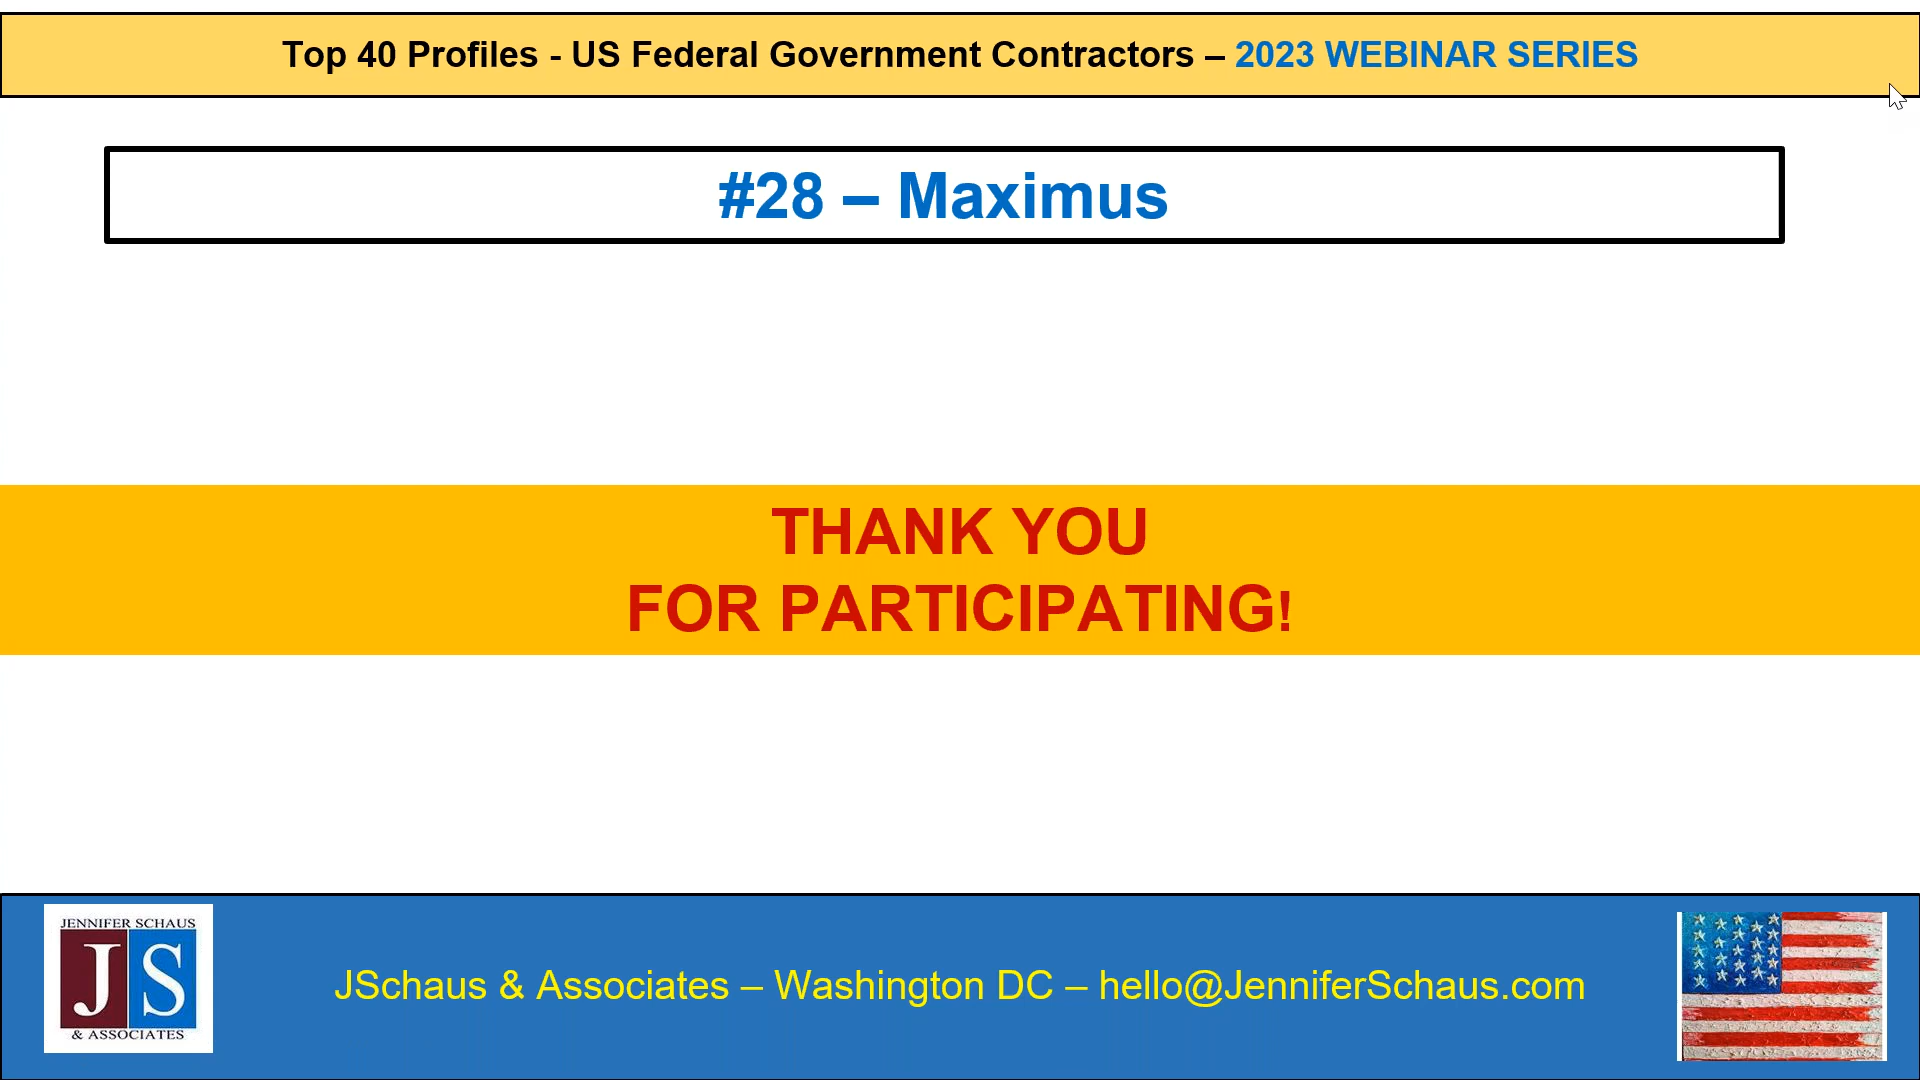 Top 40 Profiles - US Federal Government Contractors – 2023 WEBINAR SERIES
#28 – Maximus
THANK YOU
FOR PARTICIPATING!
JENNIFER SCHAUS
JS
& ASSOCIATES
JSchaus & Associates – Washington DC – hello@JenniferSchaus.com